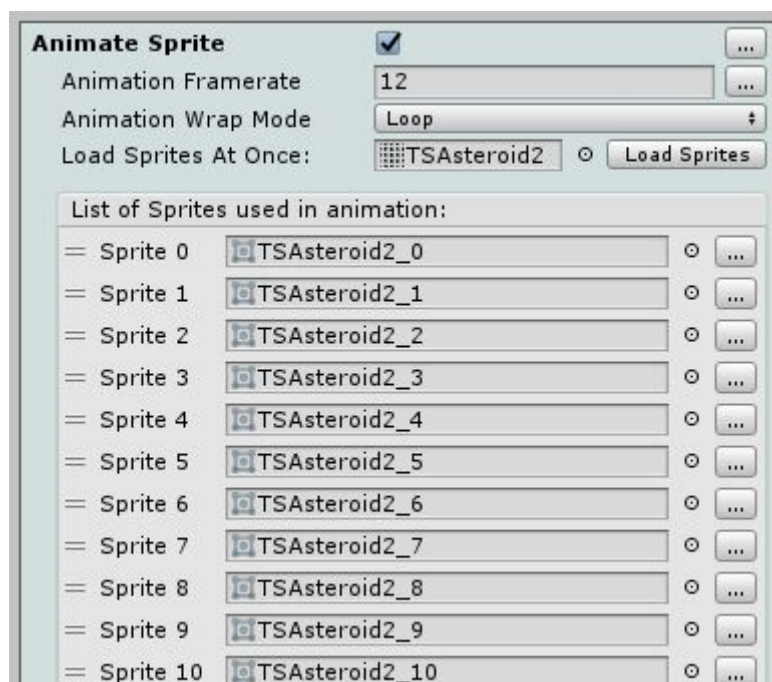 Animate Sprite ...
Animation Framerate 12 ...
Animation Wrap Mode Loop
Load Sprites At Once: TSAsteroid2 Load Sprites
List of Sprites used in animation:
Sprite 0 TSAsteroid2_0 ...
Sprite 1 TSAsteroid2_1 ...
Sprite 2 TSAsteroid2_2 ...
Sprite 3 TSAsteroid2_3 ...
Sprite 4 TSAsteroid2_4 ...
Sprite 5 TSAsteroid2_5 ...
Sprite 6 TSAsteroid2_6 ...
Sprite 7 TSAsteroid2_7 ...
Sprite 8 TSAsteroid2_8 ...
Sprite 9 TSAsteroid2_9 ...
Sprite 10 TSAsteroid2_10 ...